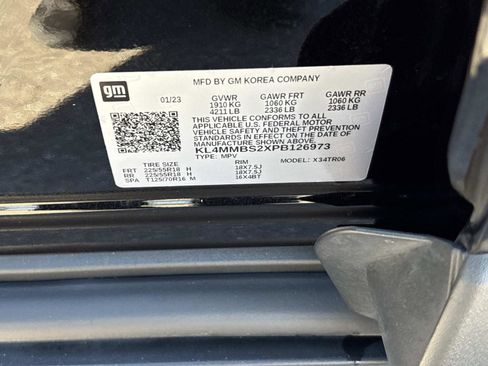 gm
MFD BY GM KOREA COMPANY
01/23 GVWR GAWR FRT GAWR RR
1910 KG 1060 KG 1060 KG
4211 LB 2336 LB 2336 LB
THIS VEHICLE CONFORMS TO ALL APPLICABLE
U.S. FEDERAL MOTOR VEHICLE SAFETY, BUMPER,
AND THEFT PREVENTION STANDARDS IN EFFECT ON
THE DATE OF MANUFACTURE SHOWN ABOVE.
KL4MMBS2XPB126973
TYPE: MPV MODEL: X34TR06
TIRE SIZE RIM
FRT 225/55R18 H 18X7.5J
RR 225/55R18 H 18X7.5J
SPA T125/70R16 M 16X4BT